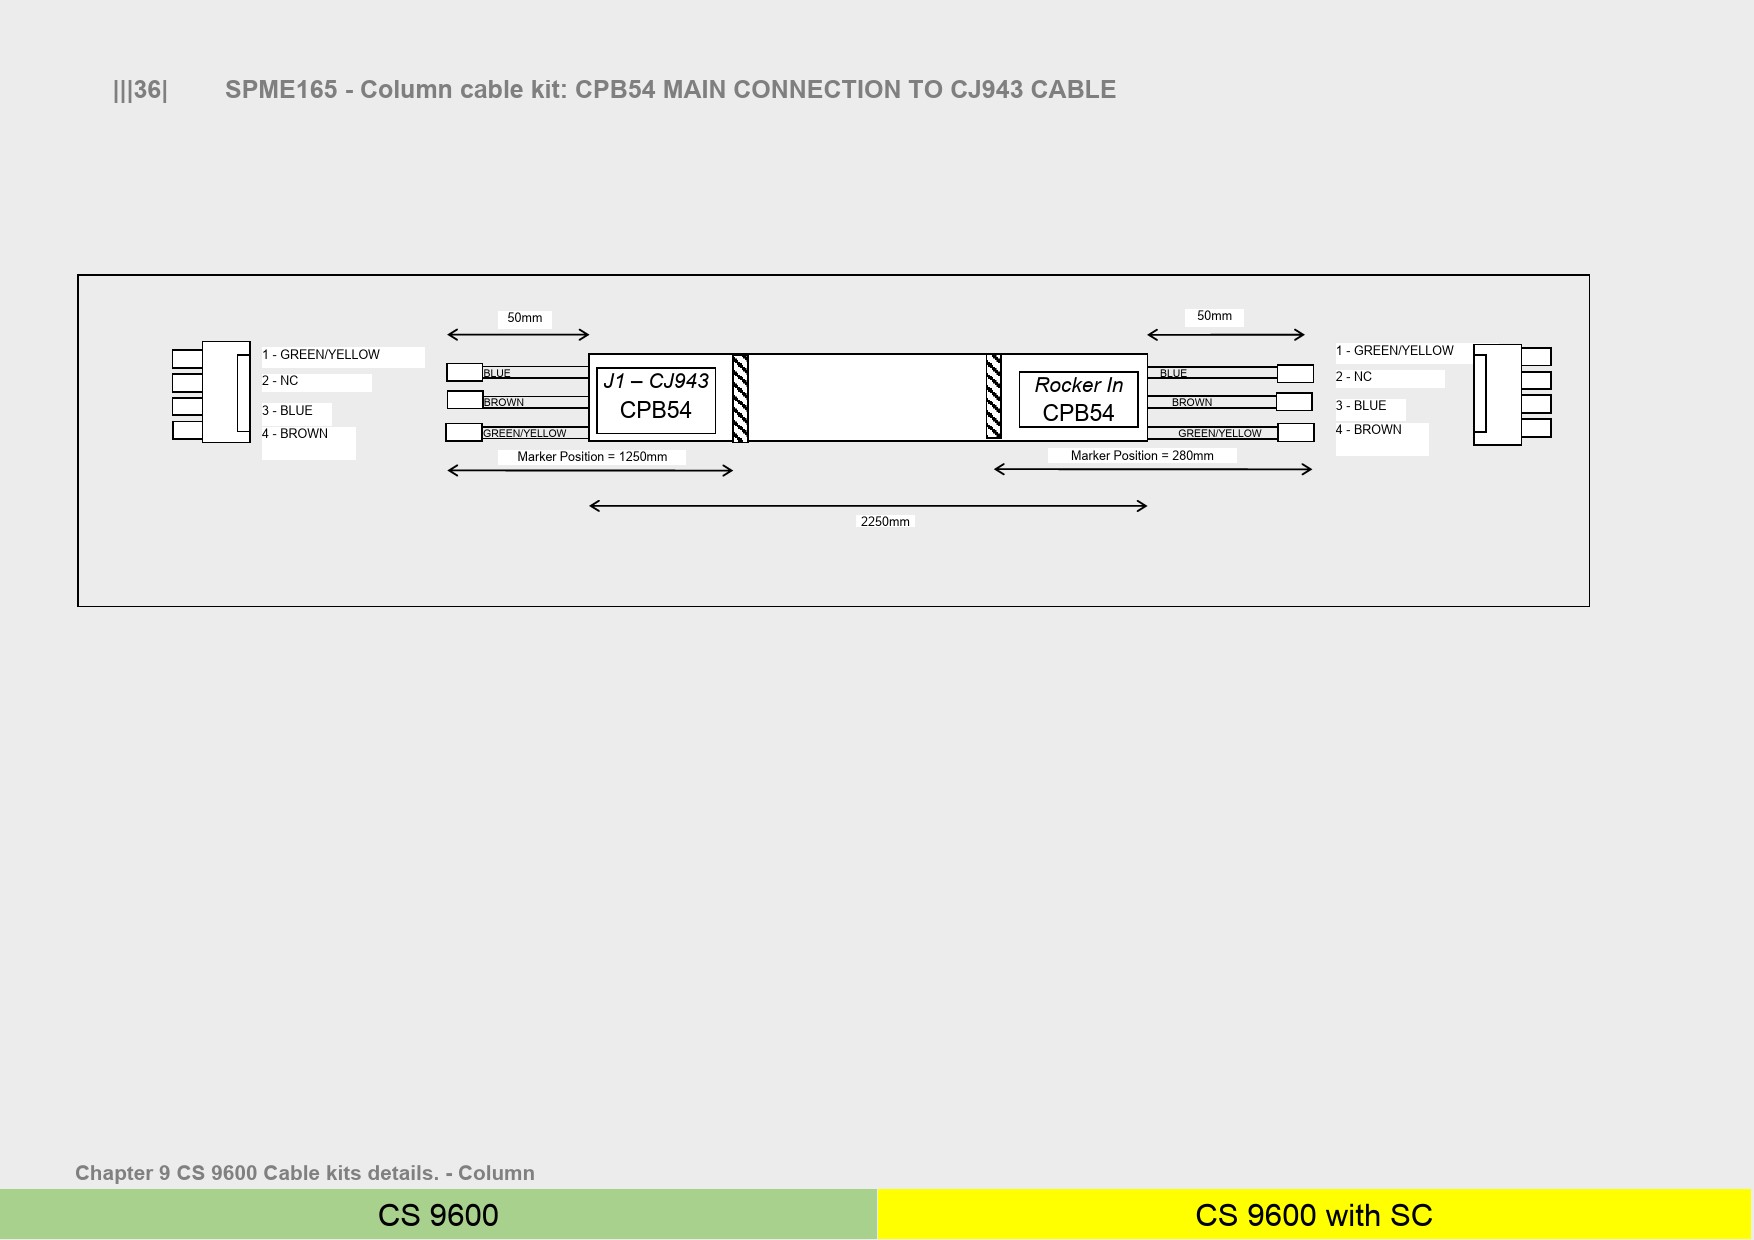 |||36| SPME165 - Column cable kit: CPB54 MAIN CONNECTION TO CJ943 CABLE
50mm
50mm
1 - GREEN/YELLOW
2 - NC
3 - BLUE
4 - BROWN
BLUE
BROWN
GREEN/YELLOW
J1 – CJ943
CPB54
Rocker In
CPB54
BLUE
BROWN
GREEN/YELLOW
1 - GREEN/YELLOW
2 - NC
3 - BLUE
4 - BROWN
Marker Position = 1250mm
Marker Position = 280mm
2250mm
Chapter 9 CS 9600 Cable kits details. - Column
CS 9600
CS 9600 with SC